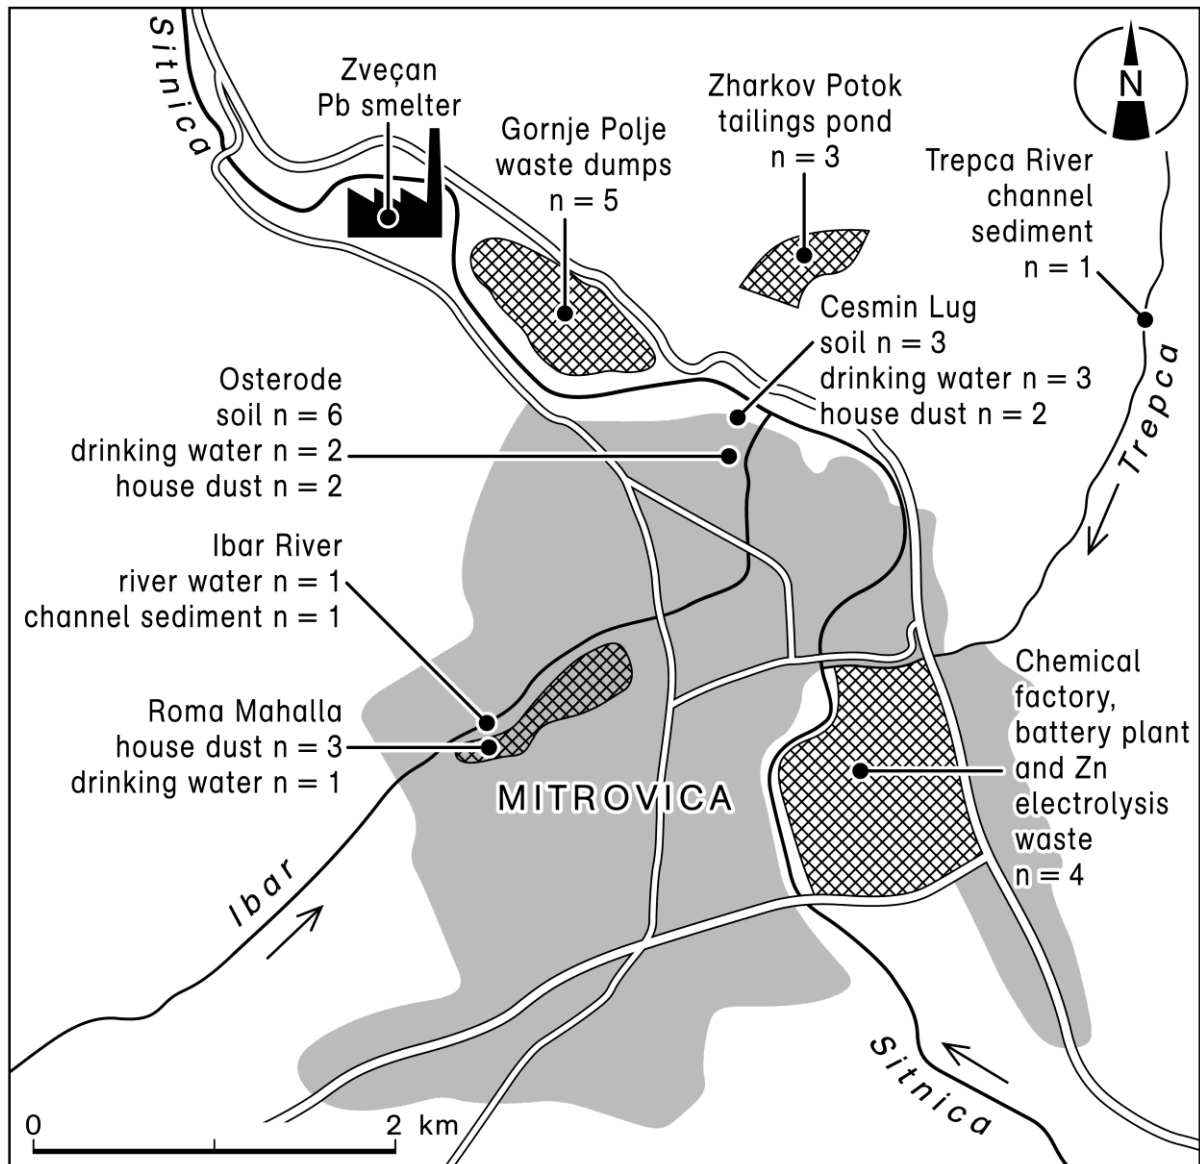 Sitnica
Zveçan
Pb smelter
Gornje Polje
waste dumps
n = 5
Zharkov Potok
tailings pond
n = 3
N
Trepca River
channel
sediment
n = 1
Cesmin Lug
soil n = 3
drinking water n = 3
house dust n = 2
Osterode
soil n = 6
drinking water n = 2
house dust n = 2
Trepca
Ibar River
river water n = 1
channel sediment n = 1
Roma Mahalla
house dust n = 3
drinking water n = 1
MITROVICA
Chemical
factory,
battery plant
and Zn
electrolysis
waste
n = 4
Ibar
Sitnica
0 2 km